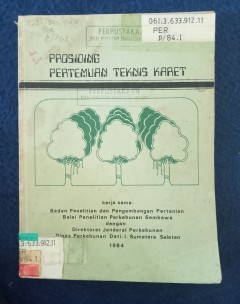 061.3.633.912.11
PER
P/84.I
PERPUSTAKAAN
PROSIDING
PERTEMUAN TEKNIS KARET
PERPUSTAKAAN
kerja sama:
Badan Penelitian dan Pengembangan Pertanian
Balai Penelitian Perkebunan Sembawa
dengan
Direktorat Jenderal Perkebunan
Dinas Perkebunan Dati. I. Sumatera Selatan
1984